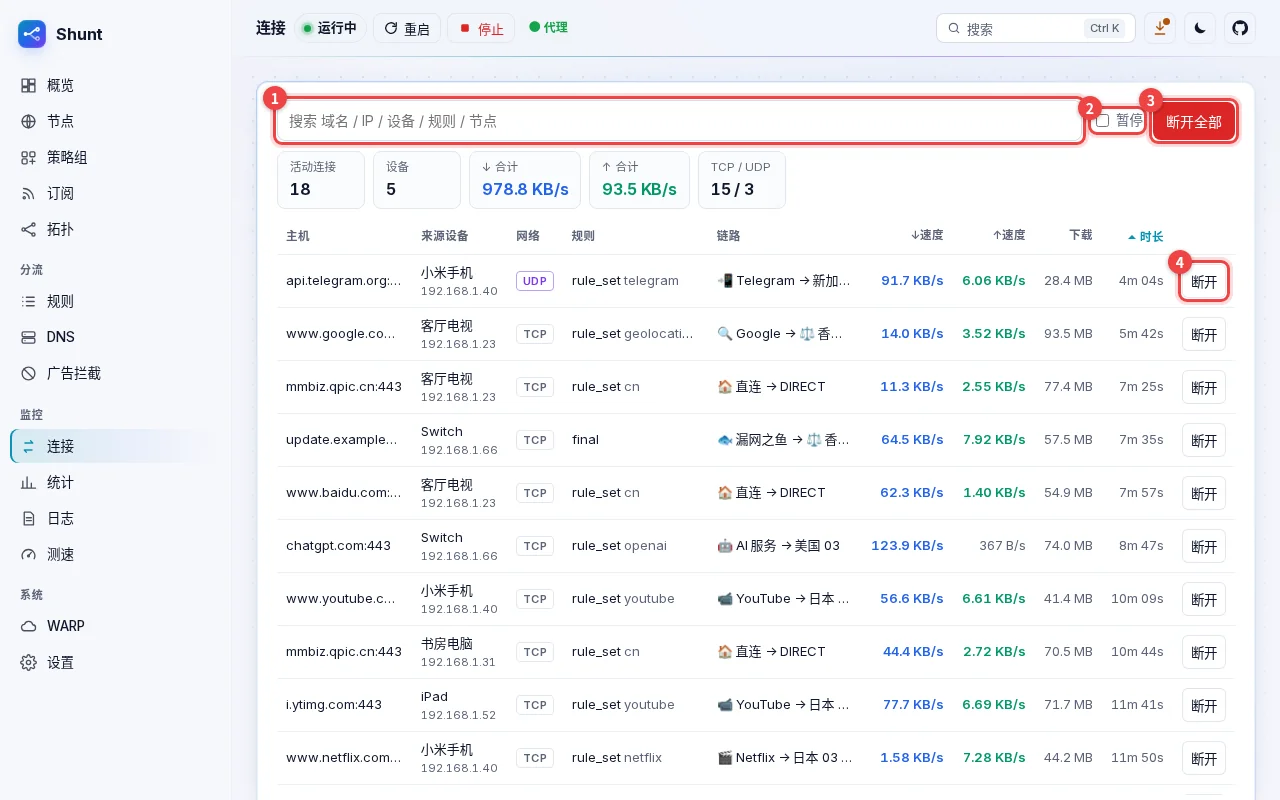 Shunt
概览
节点
策略组
订阅
拓扑
分流
规则
DNS
广告拦截
监控
连接
统计
日志
测速
系统
WARP
设置
连接 运行中 重启 停止 代理 搜索 Ctrl K
1 2 3
搜索 域名 / IP / 设备 / 规则 / 节点 暂停 断开全部
活动连接 设备 ↓ 合计 ↑ 合计 TCP / UDP
18 5 978.8 KB/s 93.5 KB/s 15 / 3
主机 来源设备 网络 规则 链路 ↓速度 ↑速度 下载 时长
4
api.telegram.org:… 小米手机 192.168.1.40 UDP rule_set telegram 📲 Telegram → 新加… 91.7 KB/s 6.06 KB/s 28.4 MB 4m 04s 断开
www.google.co… 客厅电视 192.168.1.23 TCP rule_set geolocati… 🔍 Google → ⚖️ 香… 14.0 KB/s 3.52 KB/s 93.5 MB 5m 42s 断开
mmbiz.qpic.cn:443 客厅电视 192.168.1.23 TCP rule_set cn 🏠 直连 → DIRECT 11.3 KB/s 2.55 KB/s 77.4 MB 7m 25s 断开
update.example… Switch 192.168.1.66 TCP final 🐟 漏网之鱼 → ⚖️ 香… 64.5 KB/s 7.92 KB/s 57.5 MB 7m 35s 断开
www.baidu.com:… 客厅电视 192.168.1.23 TCP rule_set cn 🏠 直连 → DIRECT 62.3 KB/s 1.40 KB/s 54.9 MB 7m 57s 断开
chatgpt.com:443 Switch 192.168.1.66 TCP rule_set openai 🤖 AI 服务 → 美国 03 123.9 KB/s 367 B/s 74.0 MB 8m 47s 断开
www.youtube.c… 小米手机 192.168.1.40 TCP rule_set youtube 📹 YouTube → 日本 … 56.6 KB/s 6.61 KB/s 41.4 MB 10m 09s 断开
mmbiz.qpic.cn:443 书房电脑 192.168.1.31 TCP rule_set cn 🏠 直连 → DIRECT 44.4 KB/s 2.72 KB/s 70.5 MB 10m 44s 断开
i.ytimg.com:443 iPad 192.168.1.52 TCP rule_set youtube 📹 YouTube → 日本 … 77.7 KB/s 6.69 KB/s 71.7 MB 11m 41s 断开
www.netflix.com… 小米手机 192.168.1.40 TCP rule_set netflix 🎬 Netflix → 日本 03 … 1.58 KB/s 7.28 KB/s 44.2 MB 11m 50s 断开